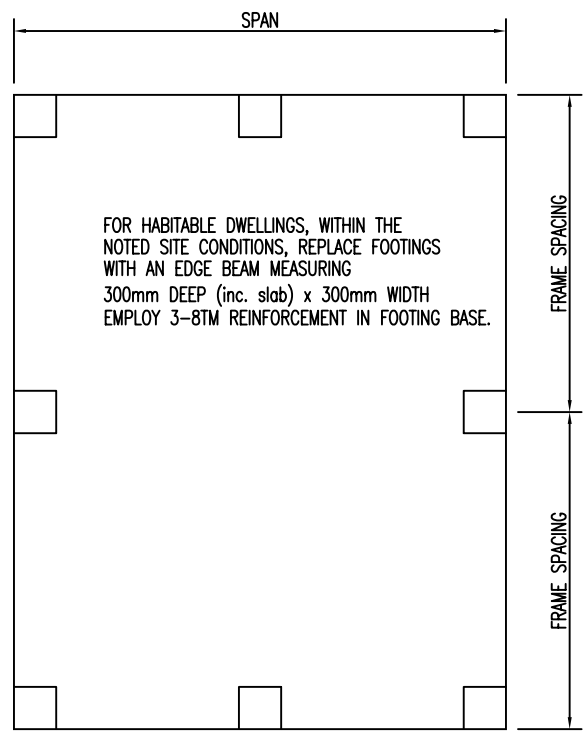 SPAN
FOR HABITABLE DWELLINGS, WITHIN THE
NOTED SITE CONDITIONS, REPLACE FOOTINGS
WITH AN EDGE BEAM MEASURING
300mm DEEP (inc. slab) x 300mm WIDTH
EMPLOY 3-8TM REINFORCEMENT IN FOOTING BASE.
FRAME SPACING
FRAME SPACING